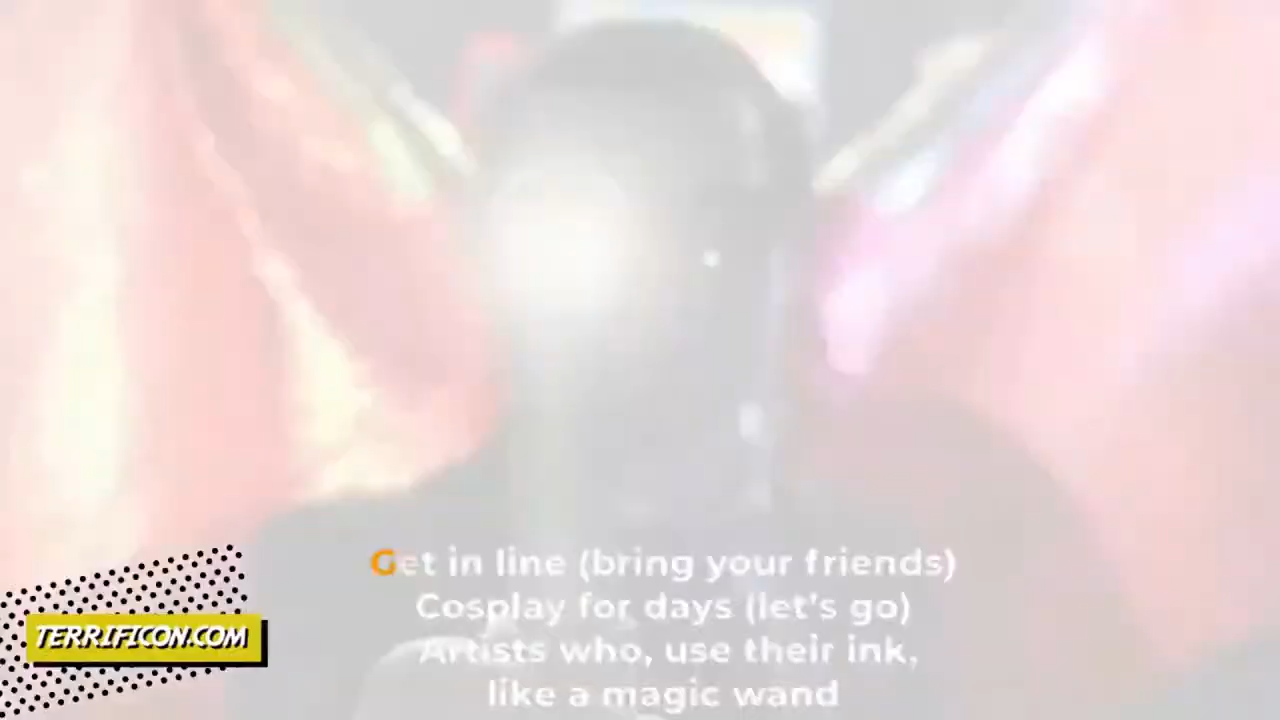 Get in line (bring your friends)
Cosplay for days (let's go)
Artists who, use their ink,
like a magic wand
TERRIFICON.COM